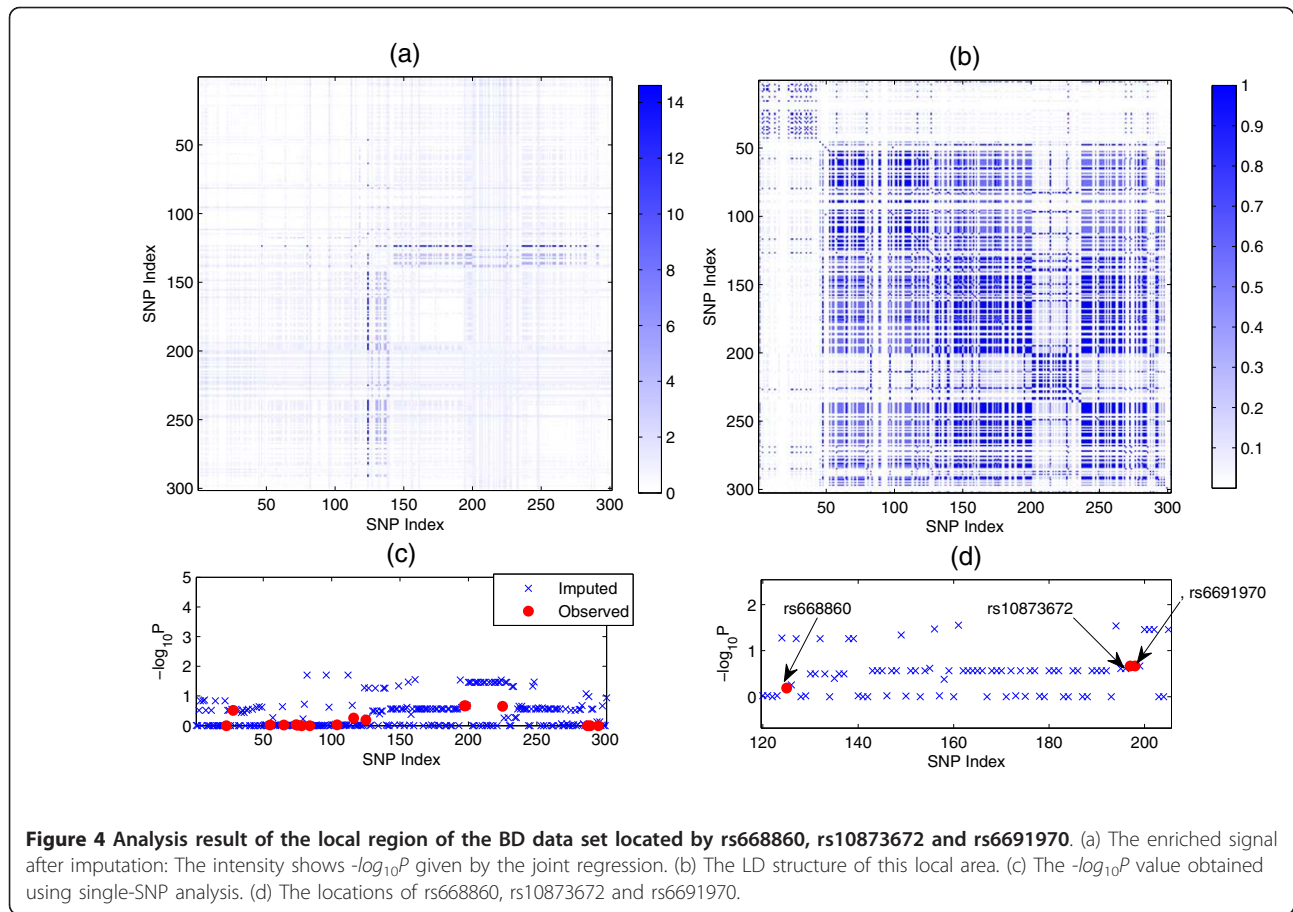 (a)
(b)
50
100
150
200
250
300
SNP Index
50 100 150 200 250 300
SNP Index
14
12
10
8
6
4
2
0
50
100
150
200
250
300
SNP Index
50 100 150 200 250 300
SNP Index
1
0.9
0.8
0.7
0.6
0.5
0.4
0.3
0.2
0.1
(c)
(d)
5
4
3
2
1
0
-log10P
50 100 150 200 250 300
SNP Index
Imputed
Observed
2
1
0
-log10P
120 140 160 180 200
SNP Index
rs668860
rs10873672
, rs6691970
Figure 4 Analysis result of the local region of the BD data set located by rs668860, rs10873672 and rs6691970. (a) The enriched signal
after imputation: The intensity shows -log10P given by the joint regression. (b) The LD structure of this local area. (c) The -log10P value obtained
using single-SNP analysis. (d) The locations of rs668860, rs10873672 and rs6691970.